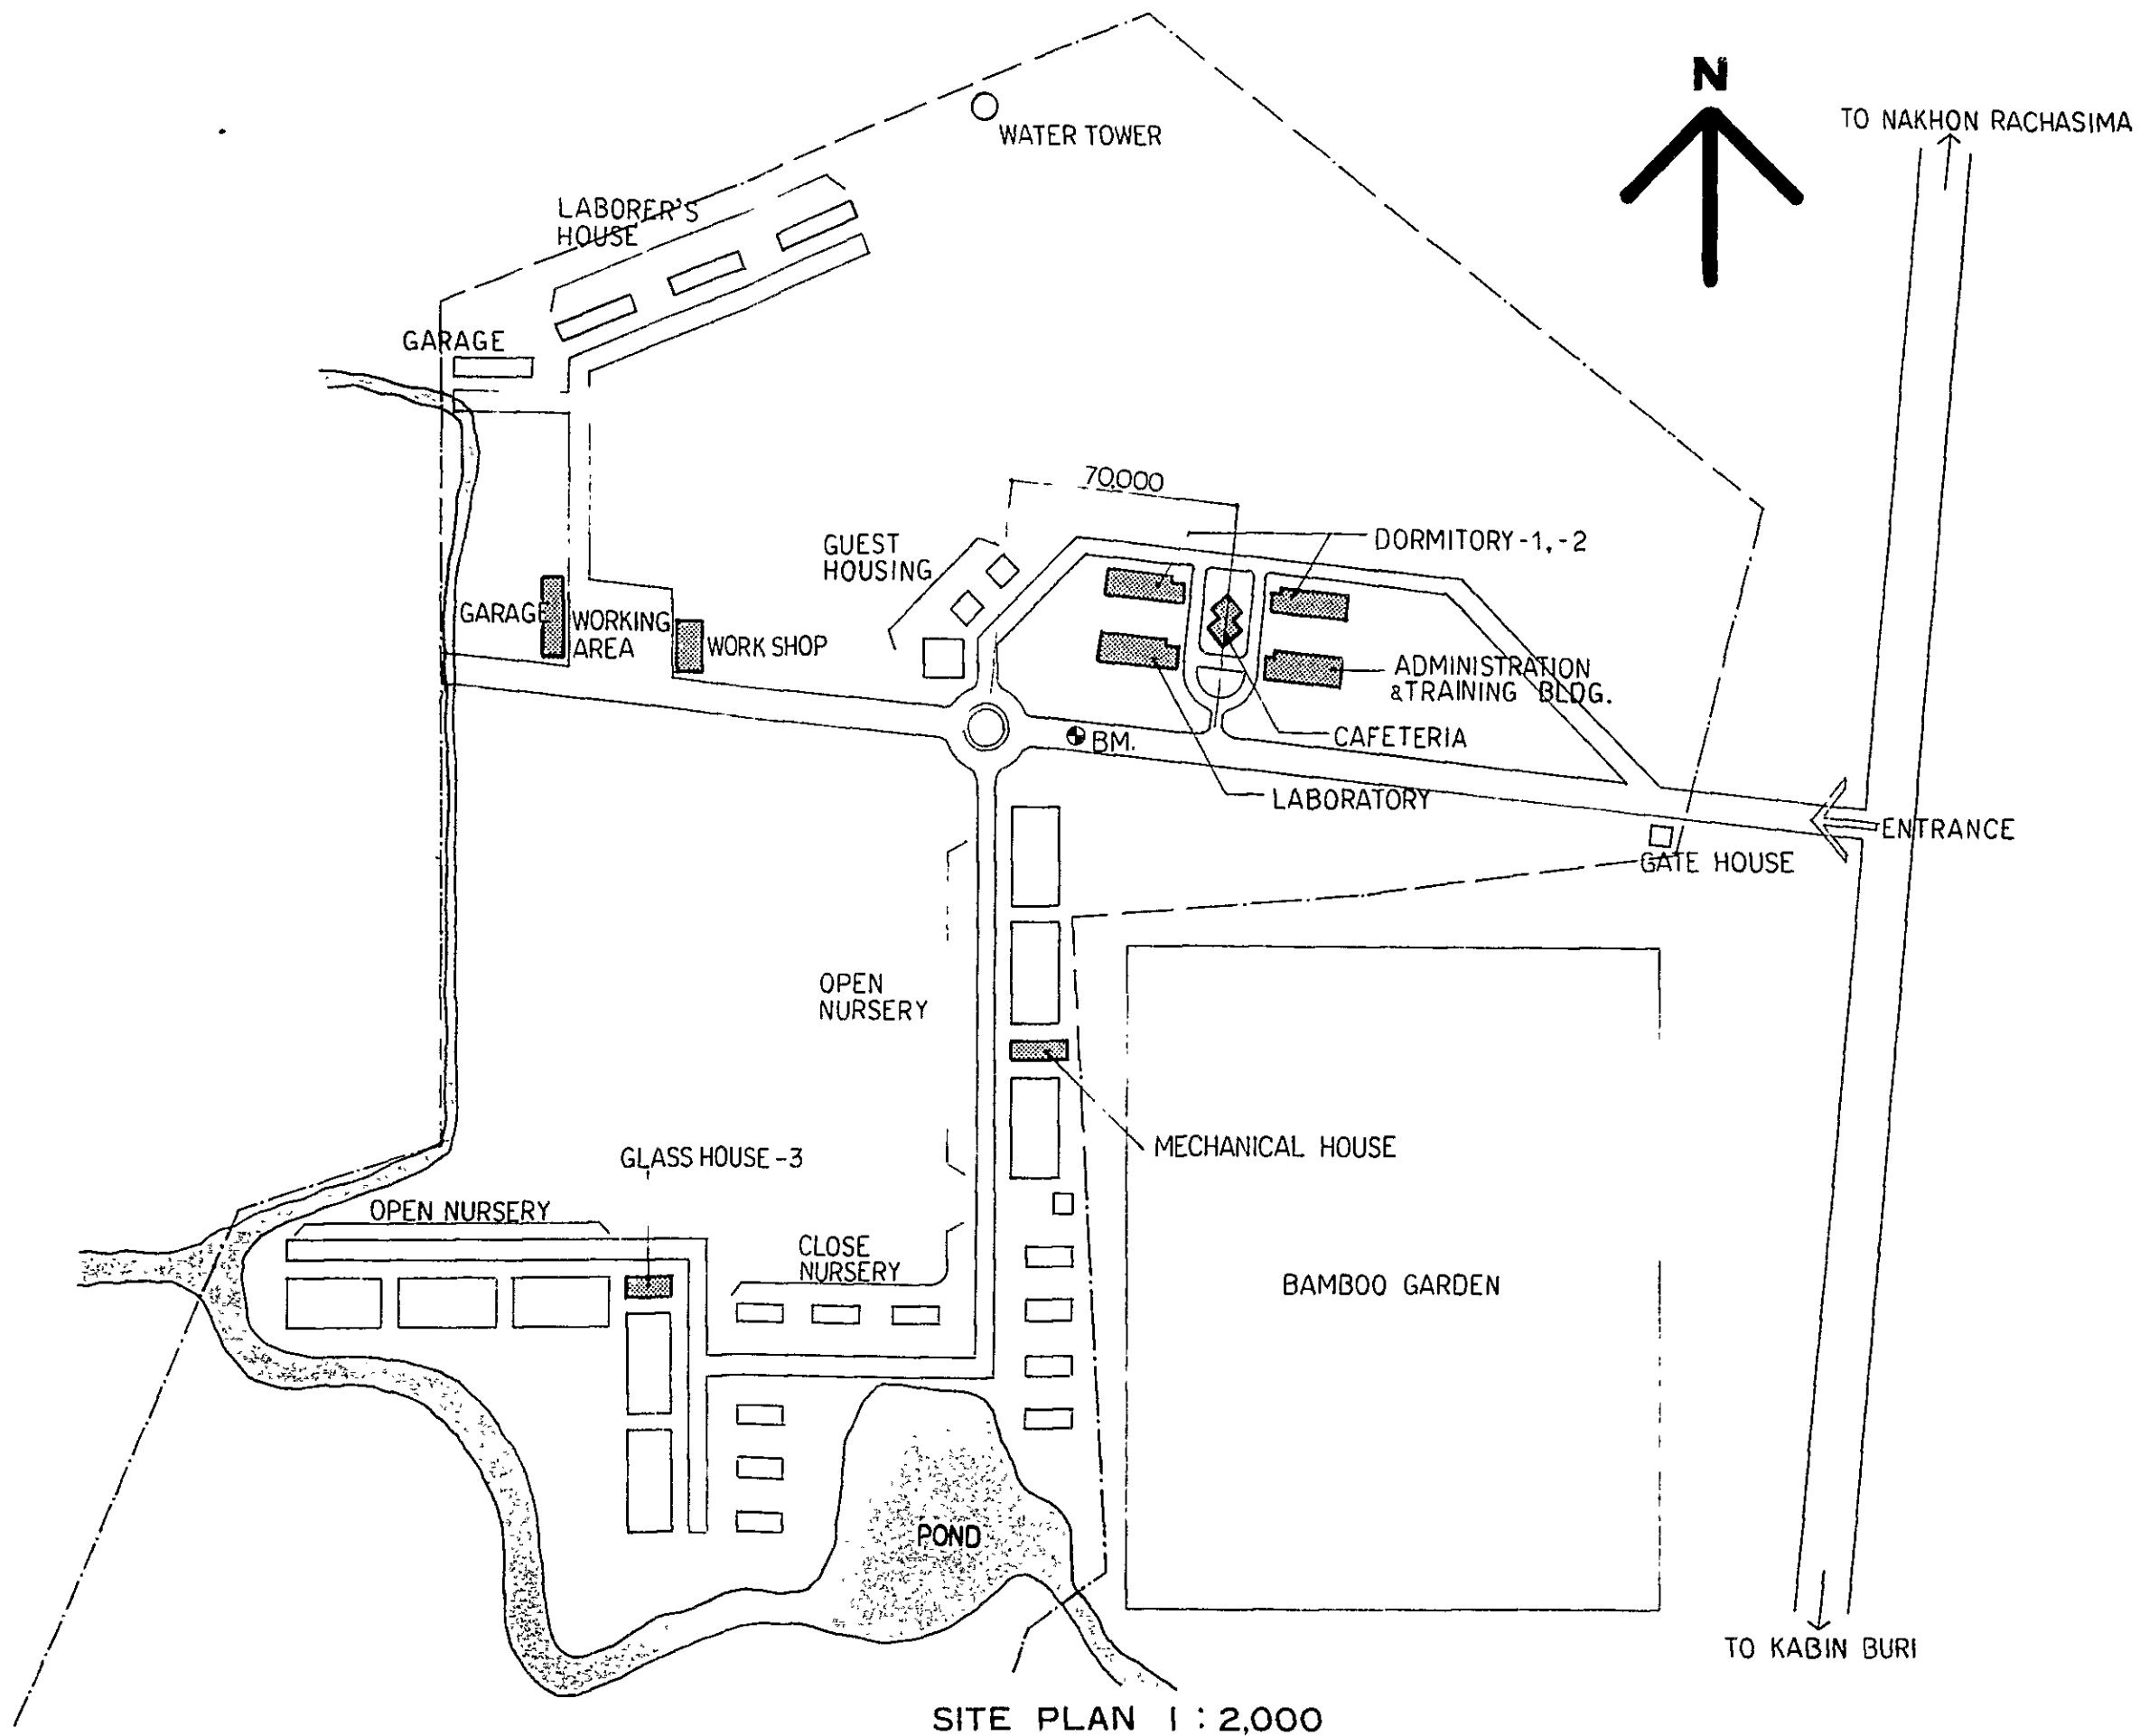 N
TO NAKHON RACHASIMA
WATER TOWER
LABORER'S
HOUSE
GARAGE
70,000
GUEST
HOUSING
DORMITORY-1,-2
GARAGE
WORKING
AREA
WORK SHOP
ADMINISTRATION
&TRAINING BLDG.
BM.
CAFETERIA
LABORATORY
ENTRANCE
GATE HOUSE
OPEN
NURSERY
MECHANICAL HOUSE
GLASS HOUSE-3
OPEN NURSERY
CLOSE
NURSERY
BAMBOO GARDEN
POND
TO KABIN BURI
SITE PLAN 1:2,000